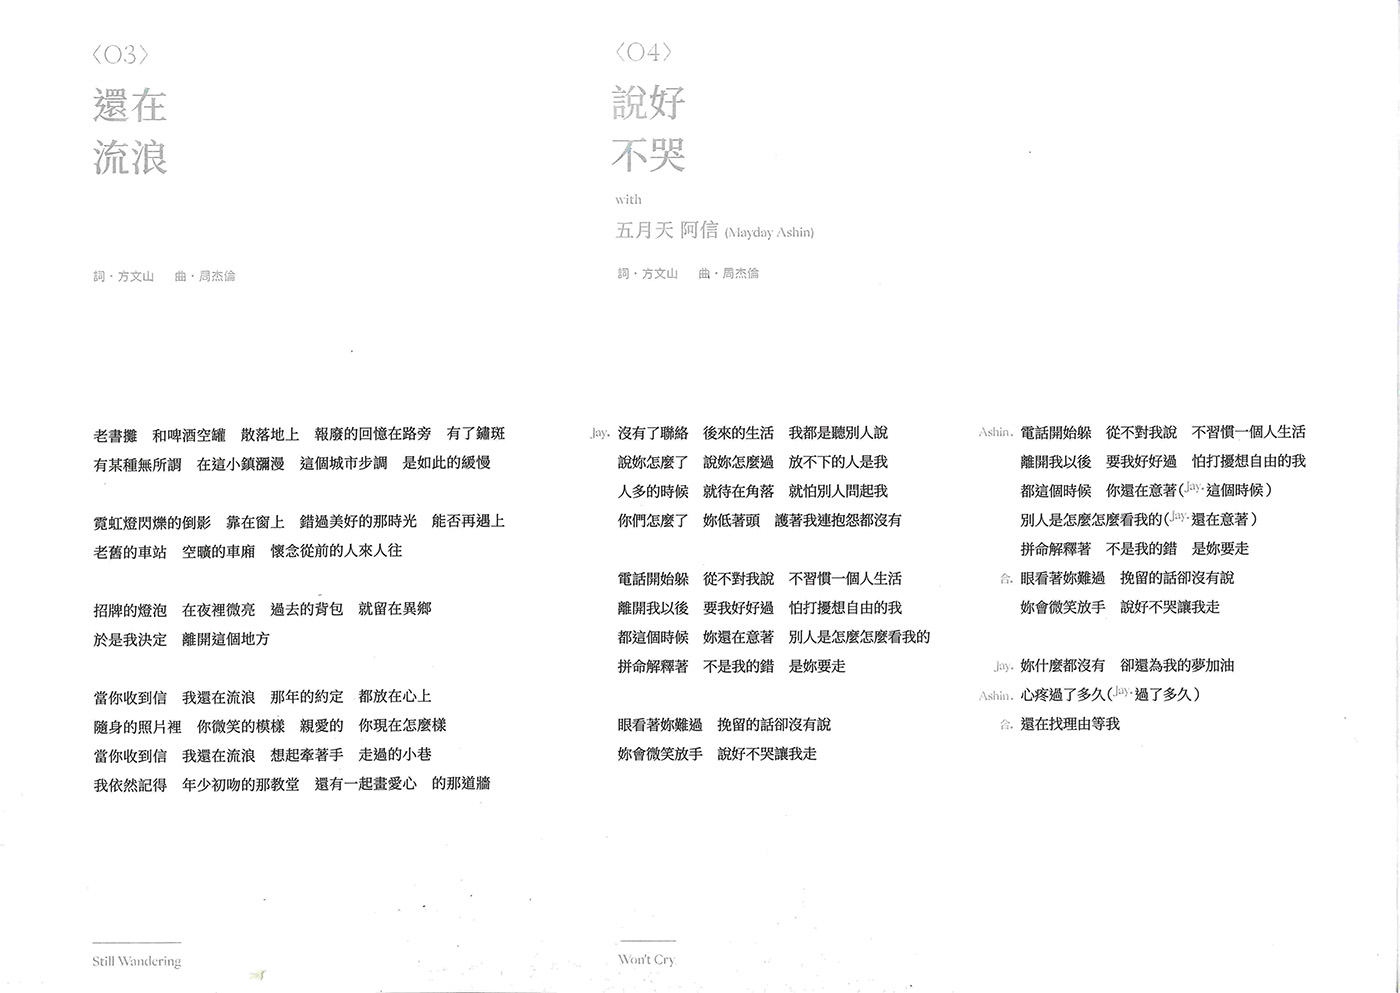 〈03〉
還在
流浪
詞・方文山　曲・周杰倫
老書攤　和啤酒空罐　散落地上　報廢的回憶在路旁　有了鏽斑
有某種無所謂　在這小鎮瀰漫　這個城市步調　是如此的緩慢
霓虹燈閃爍的倒影　靠在窗上　錯過美好的那時光　能否再遇上
老舊的車站　空曠的車廂　懷念從前的人來人往
招牌的燈泡　在夜裡微亮　過去的背包　就留在異鄉
於是我決定　離開這個地方
當你收到信　我還在流浪　那年的約定　都放在心上
隨身的照片裡　你微笑的模樣　親愛的　你現在怎麼樣
當你收到信　我還在流浪　想起牽著手　走過的小巷
我依然記得　年少初吻的那教堂　還有一起畫愛心　的那道牆
Still Wandering
〈04〉
說好
不哭
with
五月天 阿信 (Mayday Ashin)
詞・方文山　曲・周杰倫
Jay. 沒有了聯絡　後來的生活　我都是聽別人說
說妳怎麼了　說妳怎麼過　放不下的人是我
人多的時候　就待在角落　就怕別人問起我
你們怎麼了　妳低著頭　護著我連抱怨都沒有
電話開始躲　從不對我說　不習慣一個人生活
離開我以後　要我好好過　怕打擾想自由的我
都這個時候　妳還在意著　別人是怎麼怎麼看我的
拼命解釋著　不是我的錯　是妳要走
眼看著妳難過　挽留的話卻沒有說
妳會微笑放手　說好不哭讓我走
Ashin. 電話開始躲　從不對我說　不習慣一個人生活
離開我以後　要我好好過　怕打擾想自由的我
都這個時候　你還在意著(Jay.這個時候)
別人是怎麼怎麼看我的(Jay.還在意著)
拼命解釋著　不是我的錯　是妳要走
合. 眼看著妳難過　挽留的話卻沒有說
妳會微笑放手　說好不哭讓我走
Jay. 妳什麼都沒有　卻還為我的夢加油
Ashin. 心疼過了多久(Jay.過了多久)
合. 還在找理由等我
Won't Cry